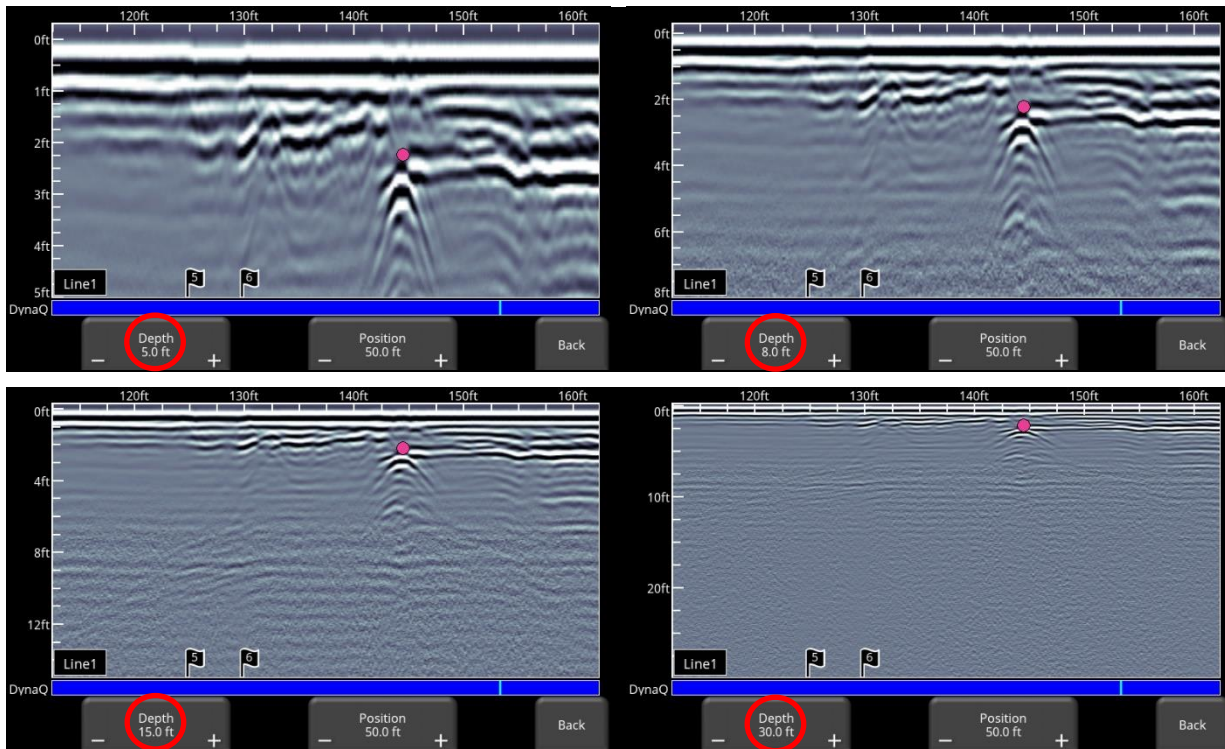 120ft 130ft 140ft 150ft 160ft
0ft
1ft
2ft
3ft
4ft
5ft
Line1
5
6
DynaQ
Depth
5.0 ft
− +
Position
50.0 ft
− +
Back
120ft 130ft 140ft 150ft 160ft
0ft
2ft
4ft
6ft
8ft
Line1
5
6
DynaQ
Depth
8.0 ft
− +
Position
50.0 ft
− +
Back
120ft 130ft 140ft 150ft 160ft
0ft
4ft
8ft
12ft
Line1
5
6
DynaQ
Depth
15.0 ft
− +
Position
50.0 ft
− +
Back
120ft 130ft 140ft 150ft 160ft
0ft
10ft
20ft
Line1
5
6
DynaQ
Depth
30.0 ft
− +
Position
50.0 ft
− +
Back